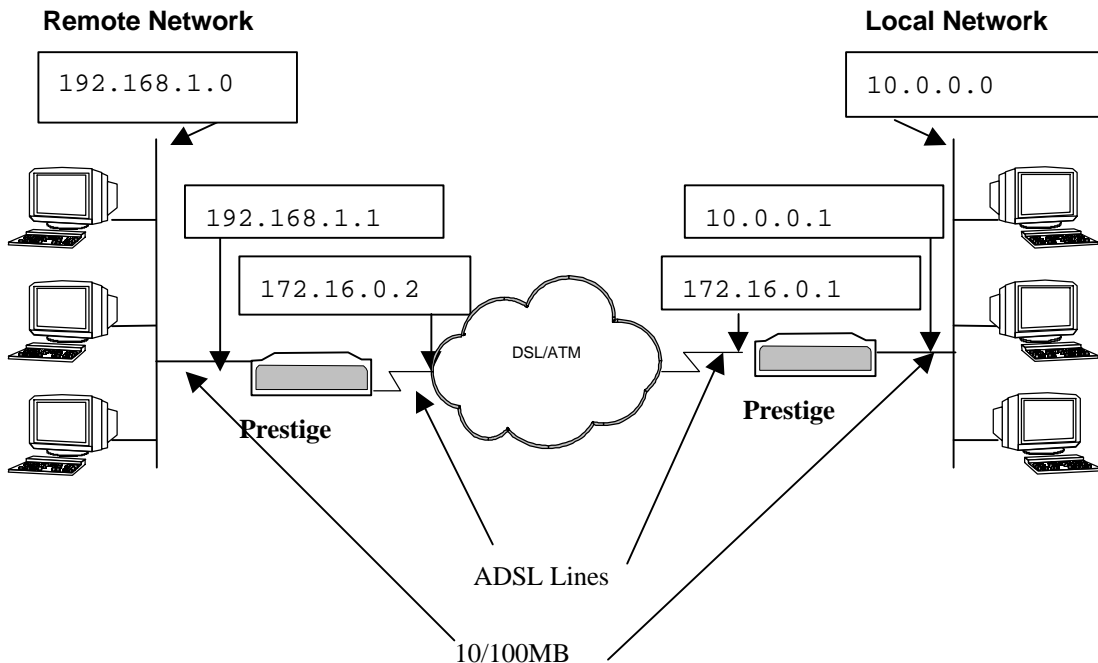 Remote Network
Local Network
192.168.1.0
10.0.0.0
192.168.1.1
10.0.0.1
172.16.0.2
172.16.0.1
DSL/ATM
Prestige
Prestige
ADSL Lines
10/100MB